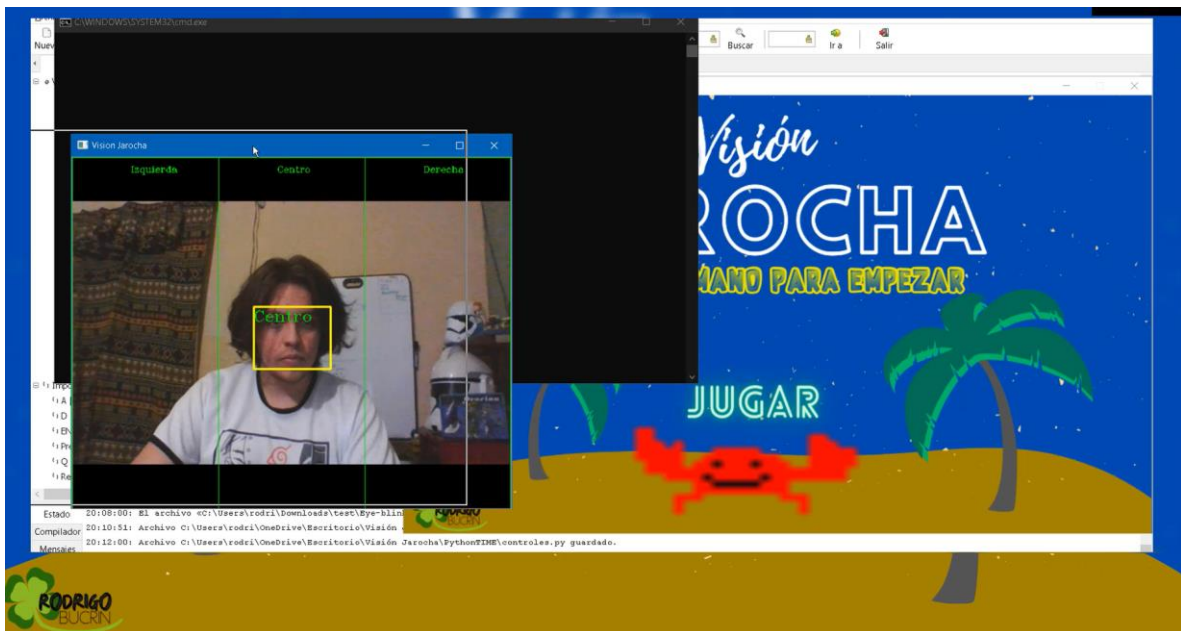 C:\WINDOWS\SYSTEM32\cmd.exe
Buscar
Ir a
Salir
Vision Jarocha
Izquierda
Centro
Derecha
Visión
ROCHA
MANO PARA EMPEZAR
Centro
JUGAR
Estado
20:08:00: El archivo «C:\Users\rodri\Downloads\test\Eye-blin
Compilador
20:10:51: Archivo C:\Users\rodri\OneDrive\Escritorio\Visión
Mensajes
20:12:00: Archivo C:\Users\rodri\OneDrive\Escritorio\Visión Jarocha\PythonTIME\controles.py guardado.
RODRIGO
BUCRIN